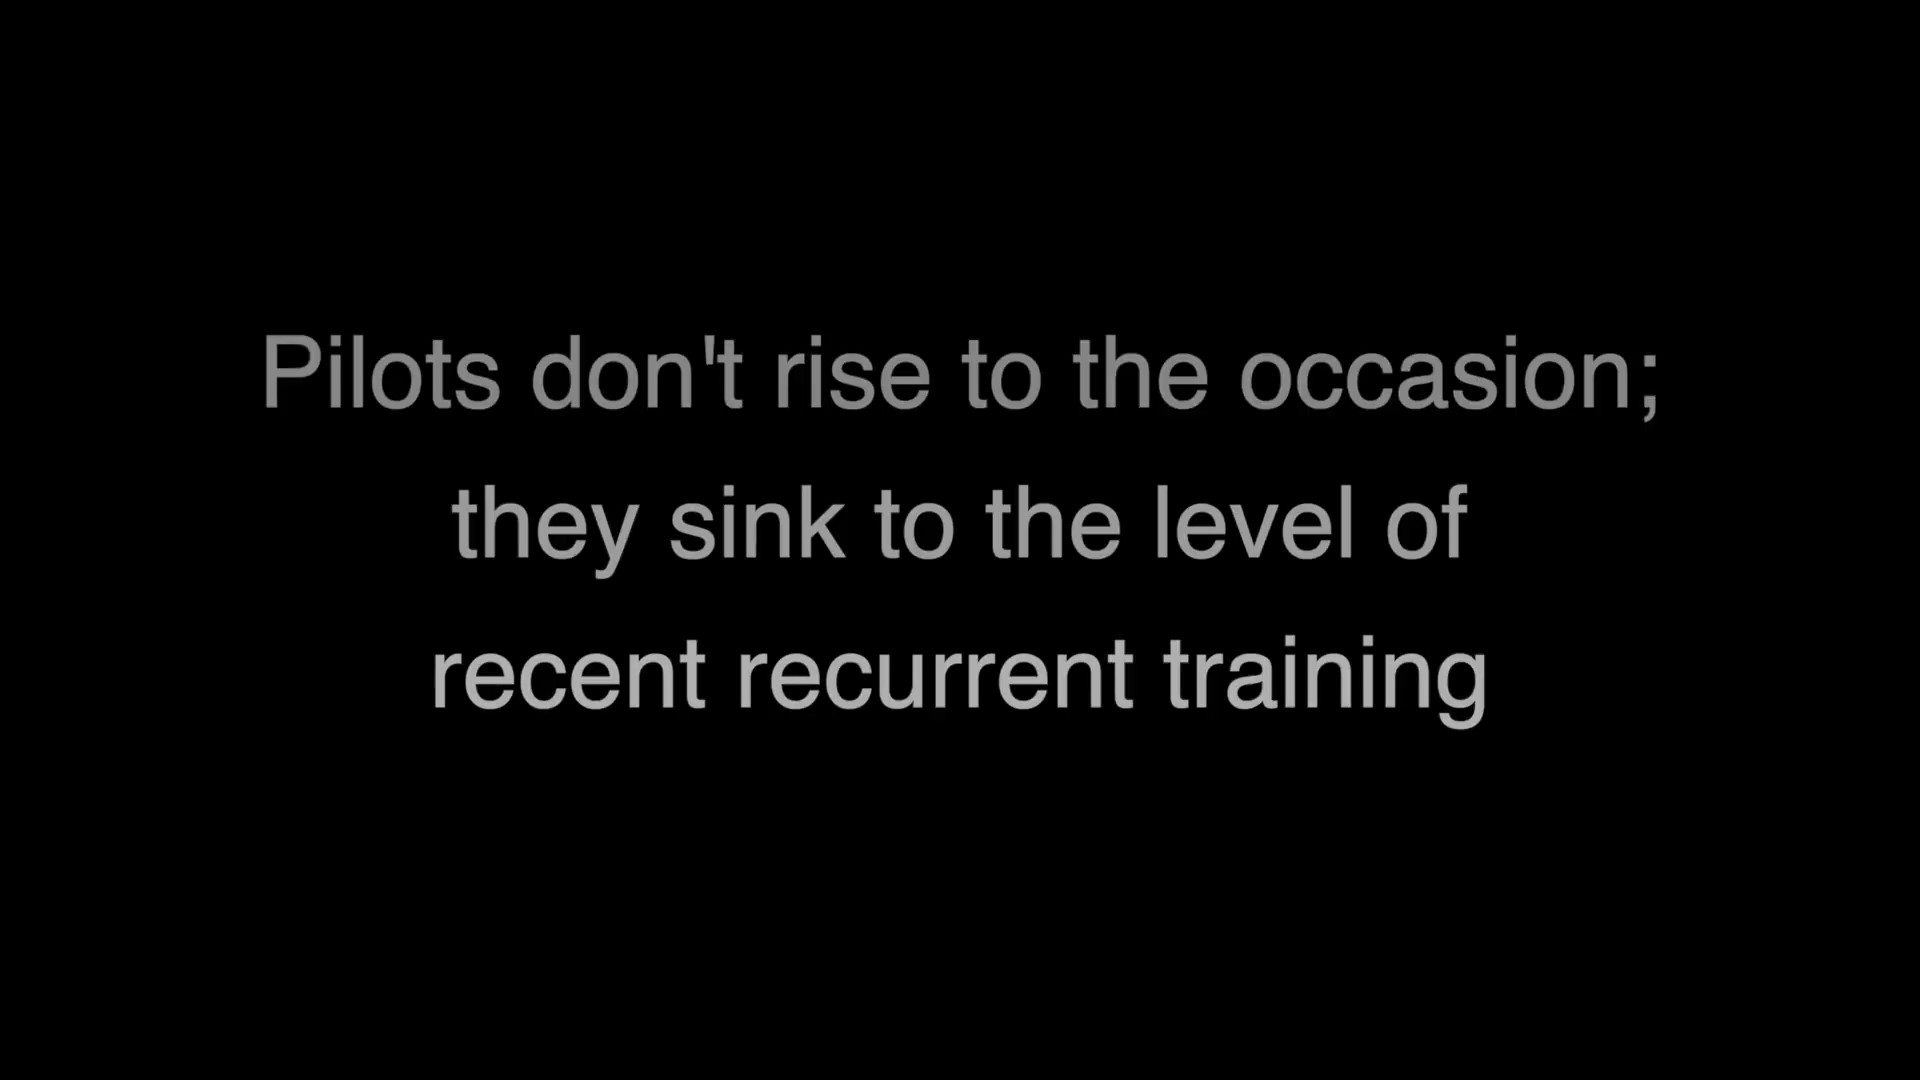 Pilots don't rise to the occasion;
they sink to the level of
recent recurrent training